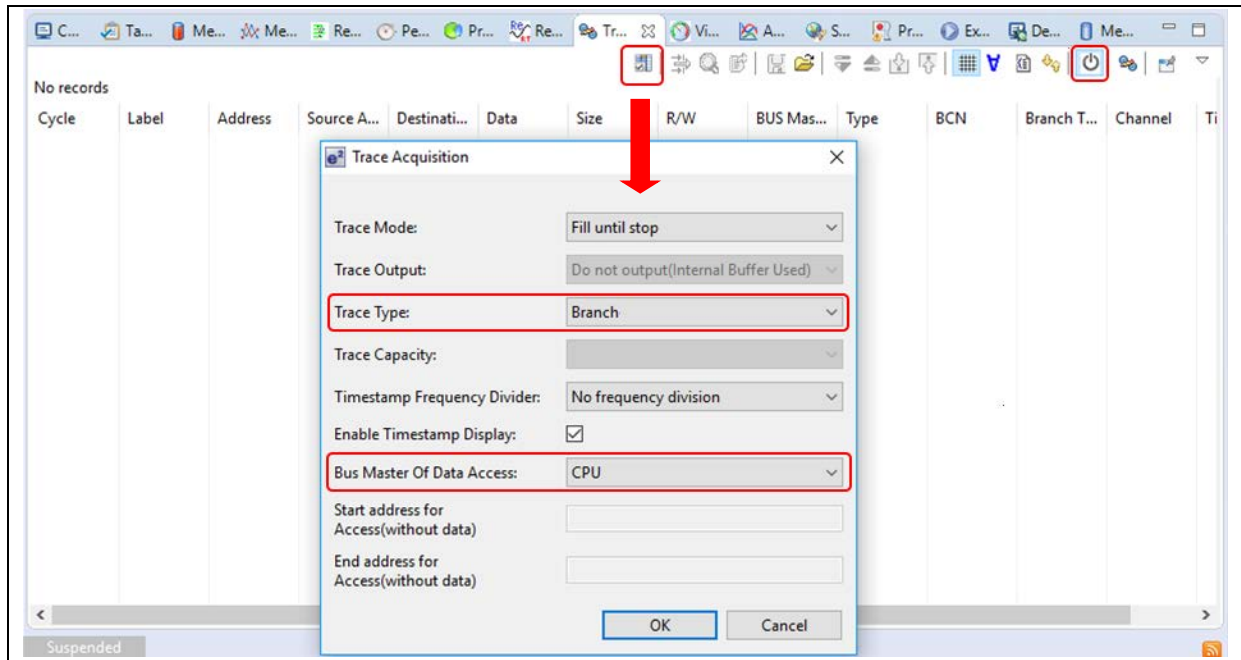 C... Ta... Me... Me... Re... Pe... Pr... Re... Tr... Vi... A... S... Pr... Ex... De... Me...
No records
Cycle Label Address Source A... Destinati... Data Size R/W BUS Mas... Type BCN Branch T... Channel Ti
e² Trace Acquisition
Trace Mode: Fill until stop
Trace Output: Do not output(Internal Buffer Used)
Trace Type: Branch
Trace Capacity:
Timestamp Frequency Divider: No frequency division
Enable Timestamp Display:
Bus Master Of Data Access: CPU
Start address for
Access(without data)
End address for
Access(without data)
OK Cancel
Suspended